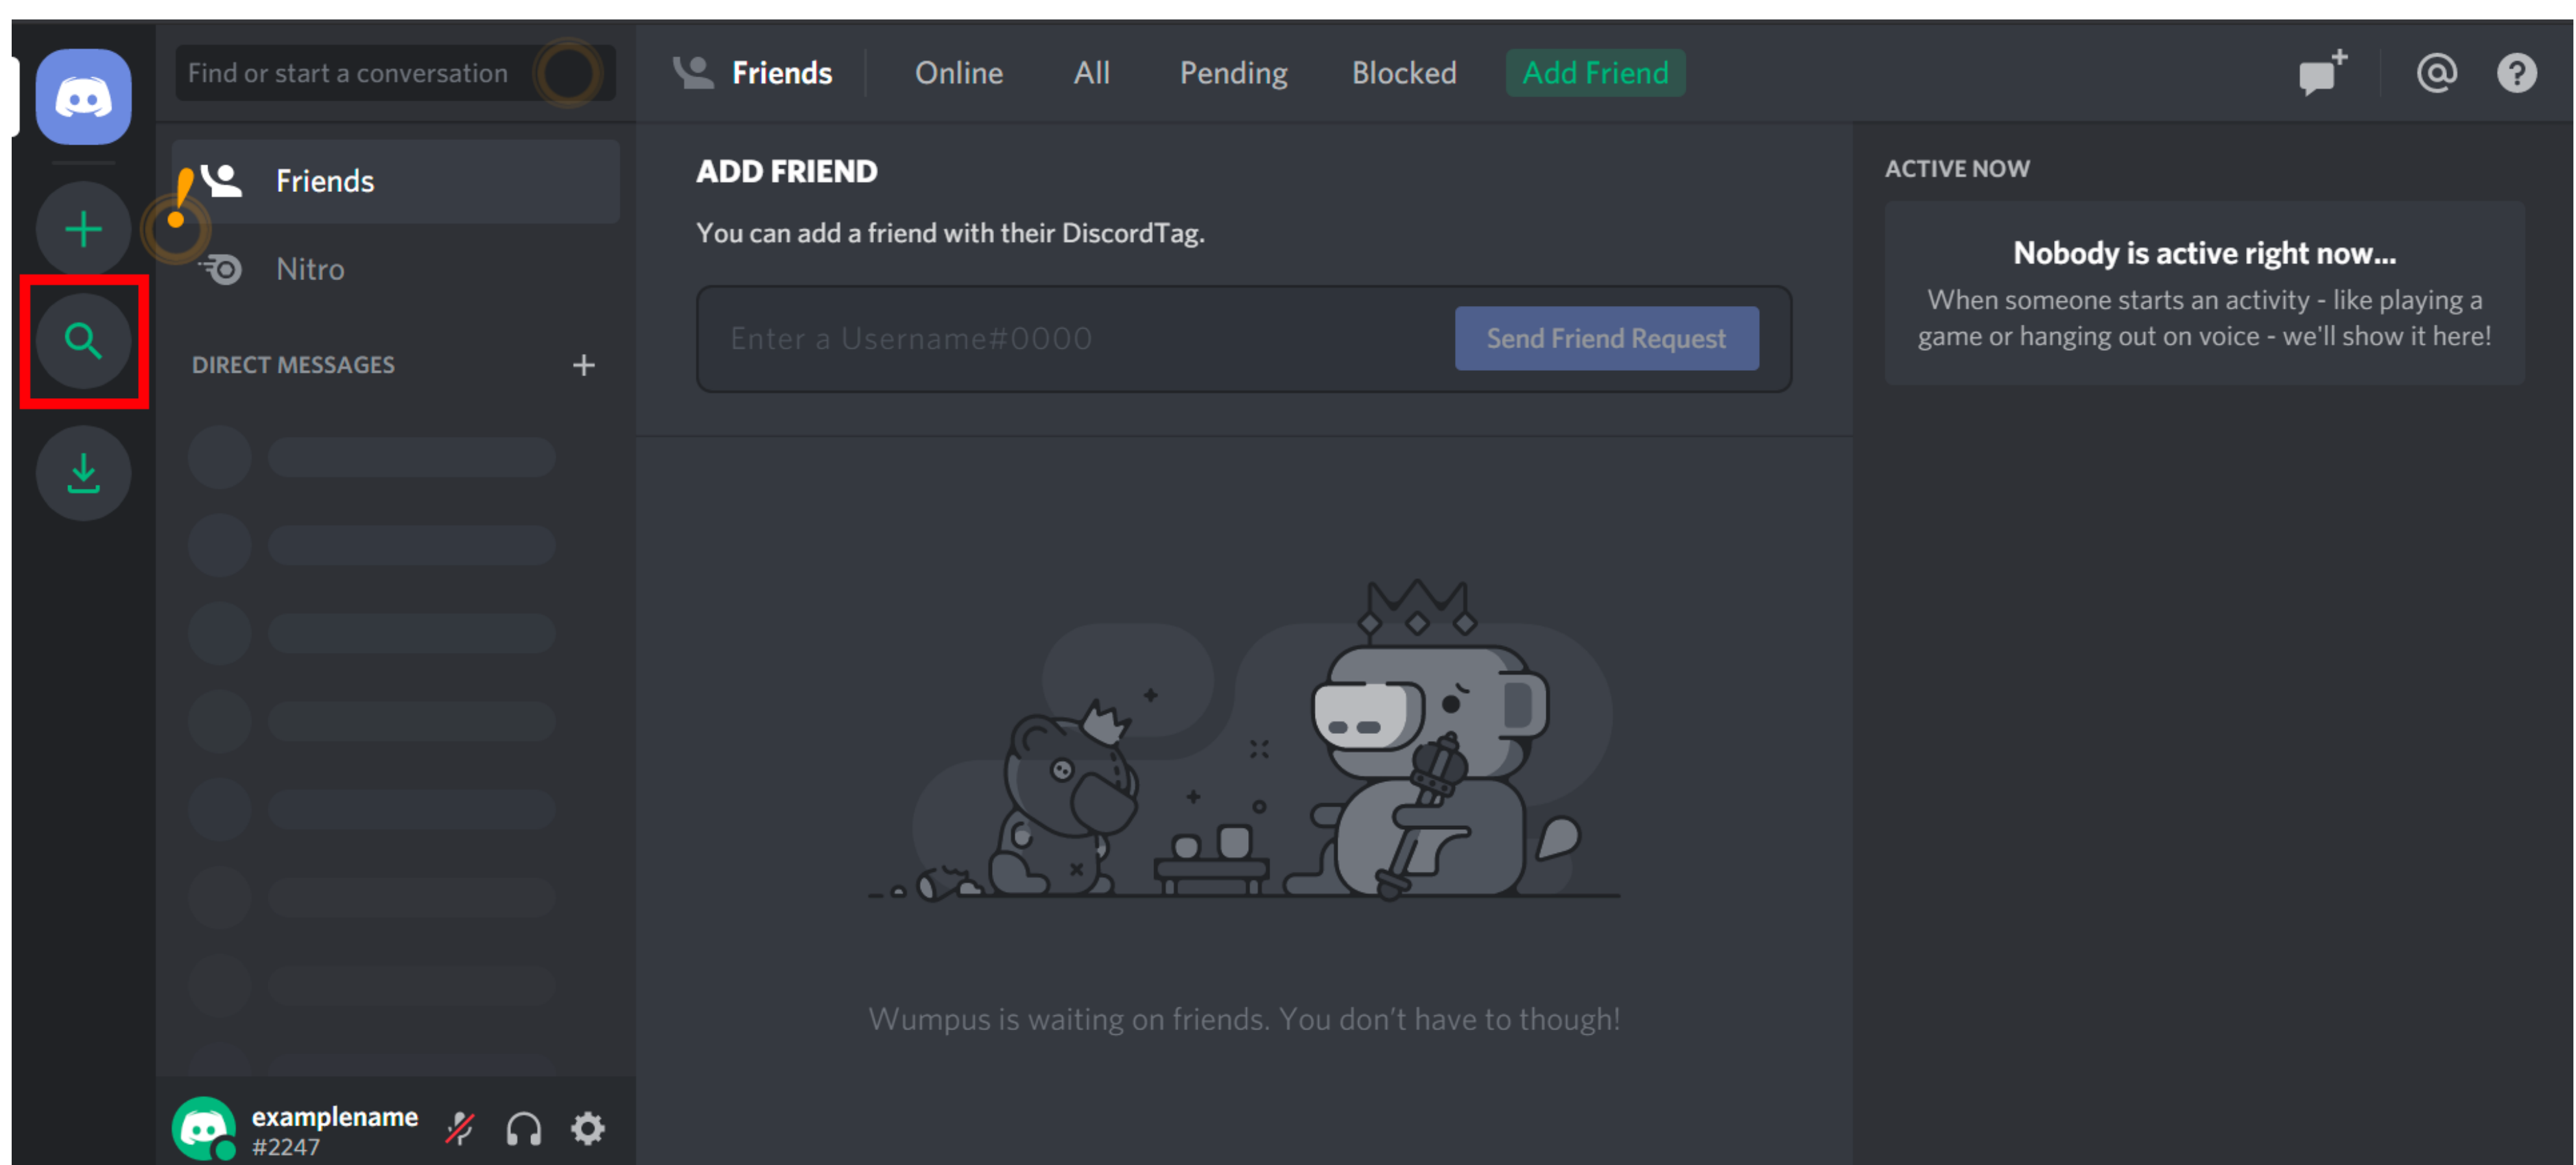 Find or start a conversation
Friends
Nitro
DIRECT MESSAGES
examplename
#2247
Friends
Online
All
Pending
Blocked
Add Friend
ADD FRIEND
You can add a friend with their DiscordTag.
Enter a Username#0000
Send Friend Request
Wumpus is waiting on friends. You don't have to though!
ACTIVE NOW
Nobody is active right now...
When someone starts an activity - like playing a
game or hanging out on voice - we'll show it here!